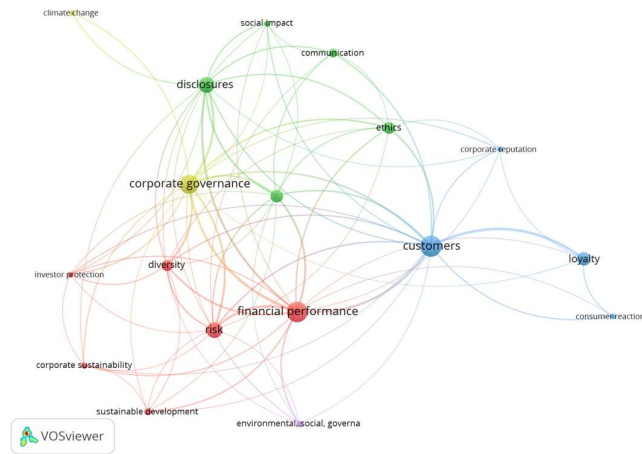 climate change
social impact
communication
disclosures
ethics
corporate reputation
corporate governance
customers
loyalty
diversity
investor protection
financial performance
consumer reaction
risk
corporate sustainability
sustainable development
environmental, social, governa
VOSviewer